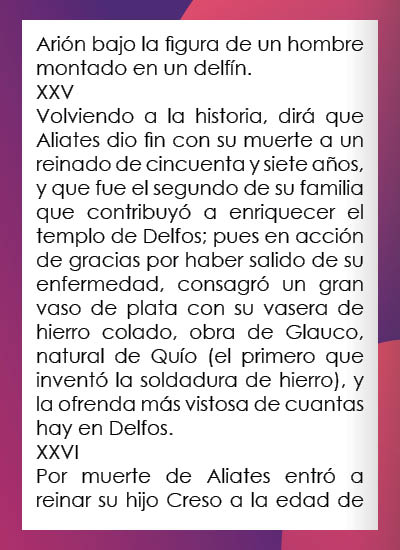 Arión bajo la figura de un hombre
montado en un delfín.
XXV
Volviendo a la historia, dirá que
Aliates dio fin con su muerte a un
reinado de cincuenta y siete años,
y que fue el segundo de su familia
que contribuyó a enriquecer el
templo de Delfos; pues en acción
de gracias por haber salido de su
enfermedad, consagró un gran
vaso de plata con su vasera de
hierro colado, obra de Glauco,
natural de Quío (el primero que
inventó la soldadura de hierro), y
la ofrenda más vistosa de cuantas
hay en Delfos.
XXVI
Por muerte de Aliates entró a
reinar su hijo Creso a la edad de